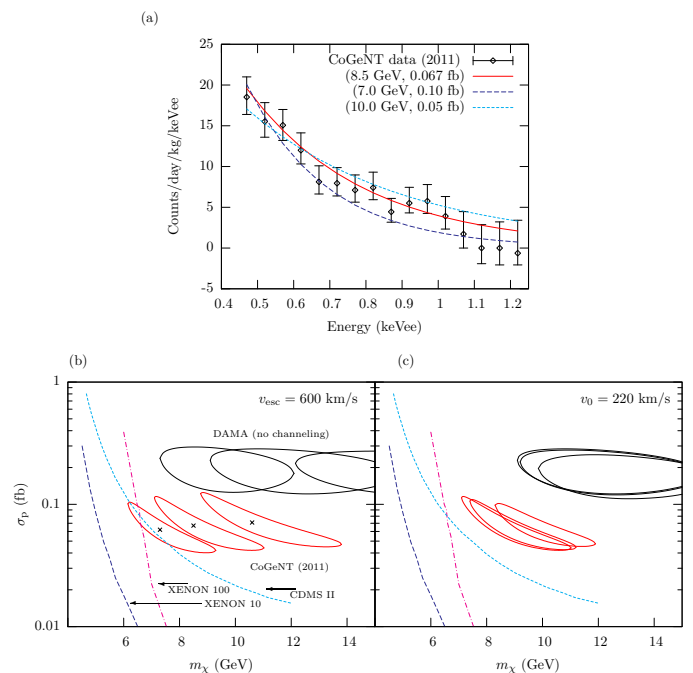 (a)
25
20
15
10
5
0
-5
0.4 0.5 0.6 0.7 0.8 0.9 1 1.1 1.2
Counts/day/kg/keVee
Energy (keVee)
CoGeNT data (2011)
(8.5 GeV, 0.067 fb)
(7.0 GeV, 0.10 fb)
(10.0 GeV, 0.05 fb)
(b)
1
0.1
0.01
σp (fb)
vesc = 600 km/s
DAMA (no channeling)
CoGeNT (2011)
XENON 100
CDMS II
XENON 10
6 8 10 12 14
mχ (GeV)
(c)
v0 = 220 km/s
6 8 10 12 14
mχ (GeV)